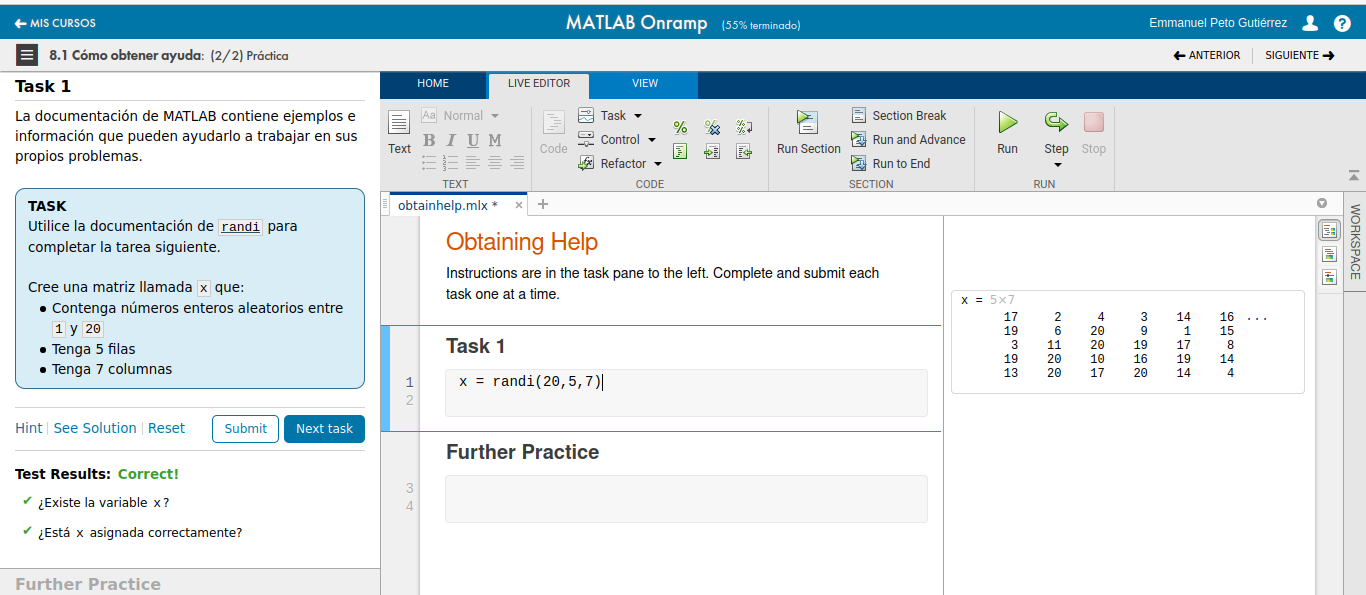 MIS CURSOS
MATLAB Onramp (55% terminado)
Emmanuel Peto Gutiérrez
8.1 Cómo obtener ayuda: (2/2) Práctica
ANTERIOR
SIGUIENTE
Task 1
La documentación de MATLAB contiene ejemplos e
información que pueden ayudarlo a trabajar en sus
propios problemas.
TASK
Utilice la documentación de randi para
completar la tarea siguiente.
Cree una matriz llamada x que:
Contenga números enteros aleatorios entre
1 y 20
Tenga 5 filas
Tenga 7 columnas
Hint
See Solution
Reset
Submit
Next task
Test Results: Correct!
¿Existe la variable x?
¿Está x asignada correctamente?
Further Practice
HOME
LIVE EDITOR
VIEW
Text
Aa Normal
B I U M
TEXT
Code
Task
Control
Refactor
CODE
Run Section
Section Break
Run and Advance
Run to End
SECTION
Run
Step
Stop
RUN
obtainhelp.mlx * × +
WORKSPACE
Obtaining Help
Instructions are in the task pane to the left. Complete and submit each
task one at a time.
Task 1
1 x = randi(20,5,7)
2
Further Practice
3
4
x = 5×7
17 2 4 3 14 16 ...
19 6 20 9 1 15
3 11 20 19 17 8
19 20 10 16 19 14
13 20 17 20 14 4